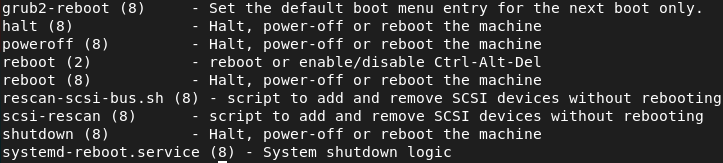 grub2-reboot (8)     - Set the default boot menu entry for the next boot only.
halt (8)             - Halt, power-off or reboot the machine
poweroff (8)         - Halt, power-off or reboot the machine
reboot (2)           - reboot or enable/disable Ctrl-Alt-Del
reboot (8)           - Halt, power-off or reboot the machine
rescan-scsi-bus.sh (8) - script to add and remove SCSI devices without rebooting
scsi-rescan (8)      - script to add and remove SCSI devices without rebooting
shutdown (8)         - Halt, power-off or reboot the machine
systemd-reboot.service (8) - System shutdown logic